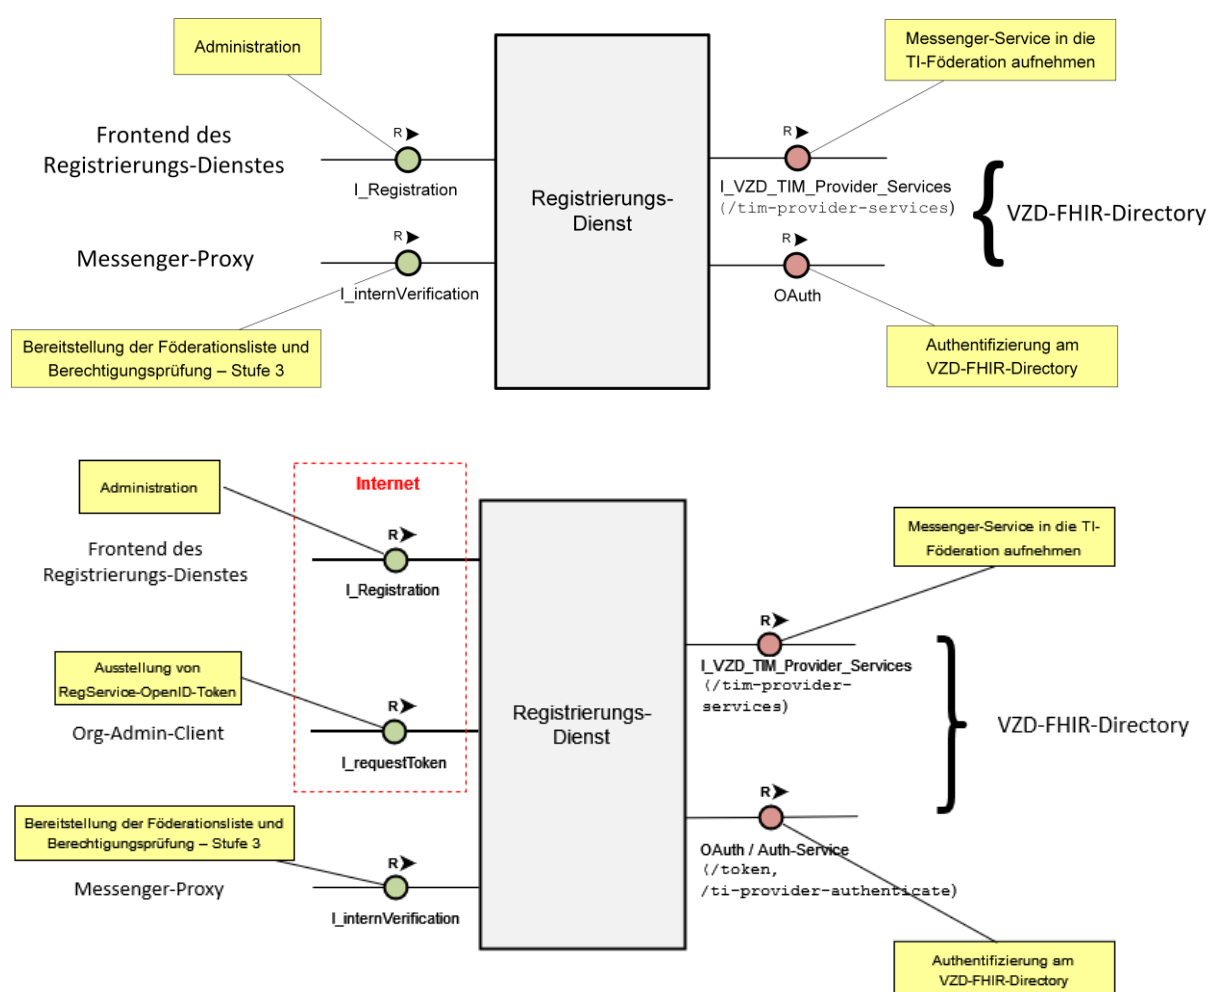 Administration
Messenger-Service in die
TI-Föderation aufnehmen
Frontend des
Registrierungs-Dienstes
R
I_Registration
Registrierungs-
Dienst
R
I_VZD_TIM_Provider_Services
(/tim-provider-services)
VZD-FHIR-Directory
Messenger-Proxy
R
I_internVerification
R
OAuth
Bereitstellung der Föderationsliste und
Berechtigungsprüfung – Stufe 3
Authentifizierung am
VZD-FHIR-Directory
Administration
Internet
Frontend des
Registrierungs-Dienstes
R
I_Registration
Messenger-Service in die TI-
Föderation aufnehmen
Ausstellung von
RegService-OpenID-Token
Org-Admin-Client
R
I_requestToken
Registrierungs-
Dienst
R
I_VZD_TIM_Provider_Services
(/tim-provider-
services)
VZD-FHIR-Directory
Bereitstellung der Föderationsliste und
Berechtigungsprüfung – Stufe 3
Messenger-Proxy
R
I_internVerification
R
OAuth / Auth-Service
(/token,
/ti-provider-authenticate)
Authentifizierung am
VZD-FHIR-Directory